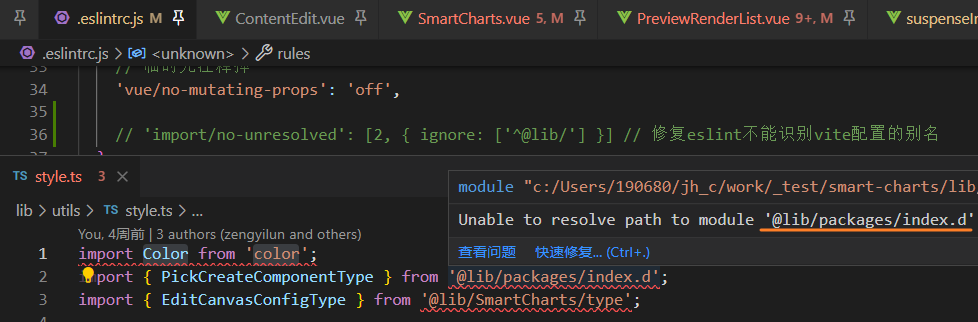 .eslintrc.js M
ContentEdit.vue
SmartCharts.vue 5, M
PreviewRenderList.vue 9+, M
.eslintrc.js > <unknown> > rules
33
34 'vue/no-mutating-props': 'off',
35
36 // 'import/no-unresolved': [2, { ignore: ['^@lib/'] }] // 修复eslint不能识别vite配置的别名
37 }
TS style.ts 3
module "c:/Users/190680/jh_c/work/_test/smart-charts/lib/
lib > utils > TS style.ts > ...
Unable to resolve path to module '@lib/packages/index.d'
You, 4周前 | 3 authors (zengyilun and others)
查看问题 快速修复... (Ctrl+.)
1 import Color from 'color';
2 import { PickCreateComponentType } from '@lib/packages/index.d';
3 import { EditCanvasConfigType } from '@lib/SmartCharts/type';